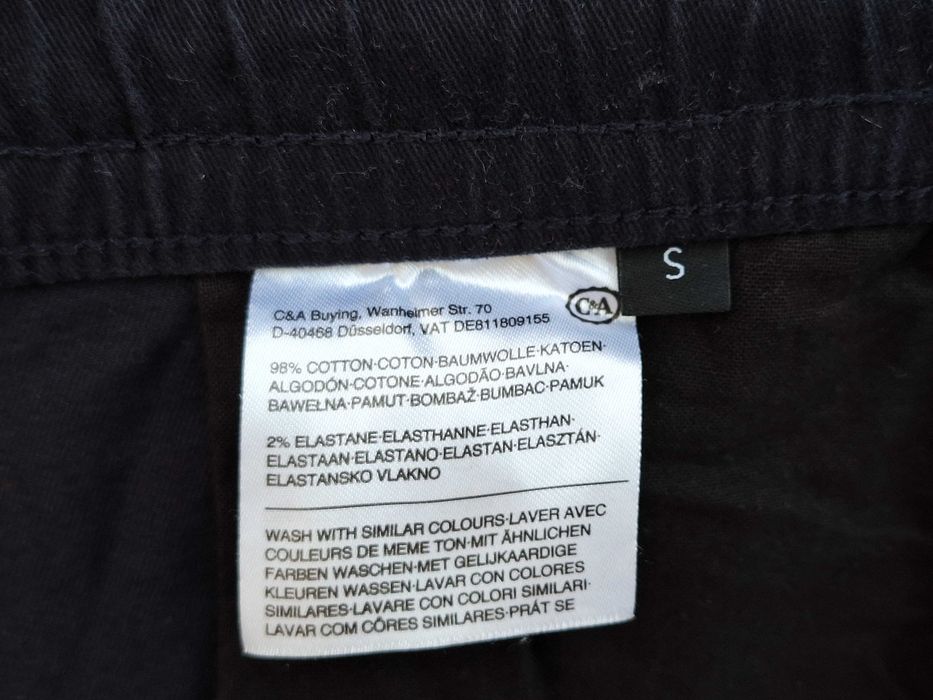 S
C&A
C&A Buying, Wanheimer Str. 70
D-40468 Düsseldorf, VAT DE811809155
98% COTTON·COTON·BAUMWOLLE·KATOEN·
ALGODÓN·COTONE·ALGODÃO·BAVLNA·
BAWEŁNA·PAMUT·BOMBAŽ·BUMBAC·PAMUK
2% ELASTANE·ELASTHANNE·ELASTHAN·
ELASTAAN·ELASTANO·ELASTAN·ELASZTÁN·
ELASTANSKO VLAKNO
WASH WITH SIMILAR COLOURS·LAVER AVEC
COULEURS DE MEME TON·MIT ÄHNLICHEN
FARBEN WASCHEN·MET GELIJKAARDIGE
KLEUREN WASSEN·LAVAR CON COLORES
SIMILARES·LAVARE CON COLORI SIMILARI·
LAVAR COM CÔRES SIMILARES·PRÁT SE